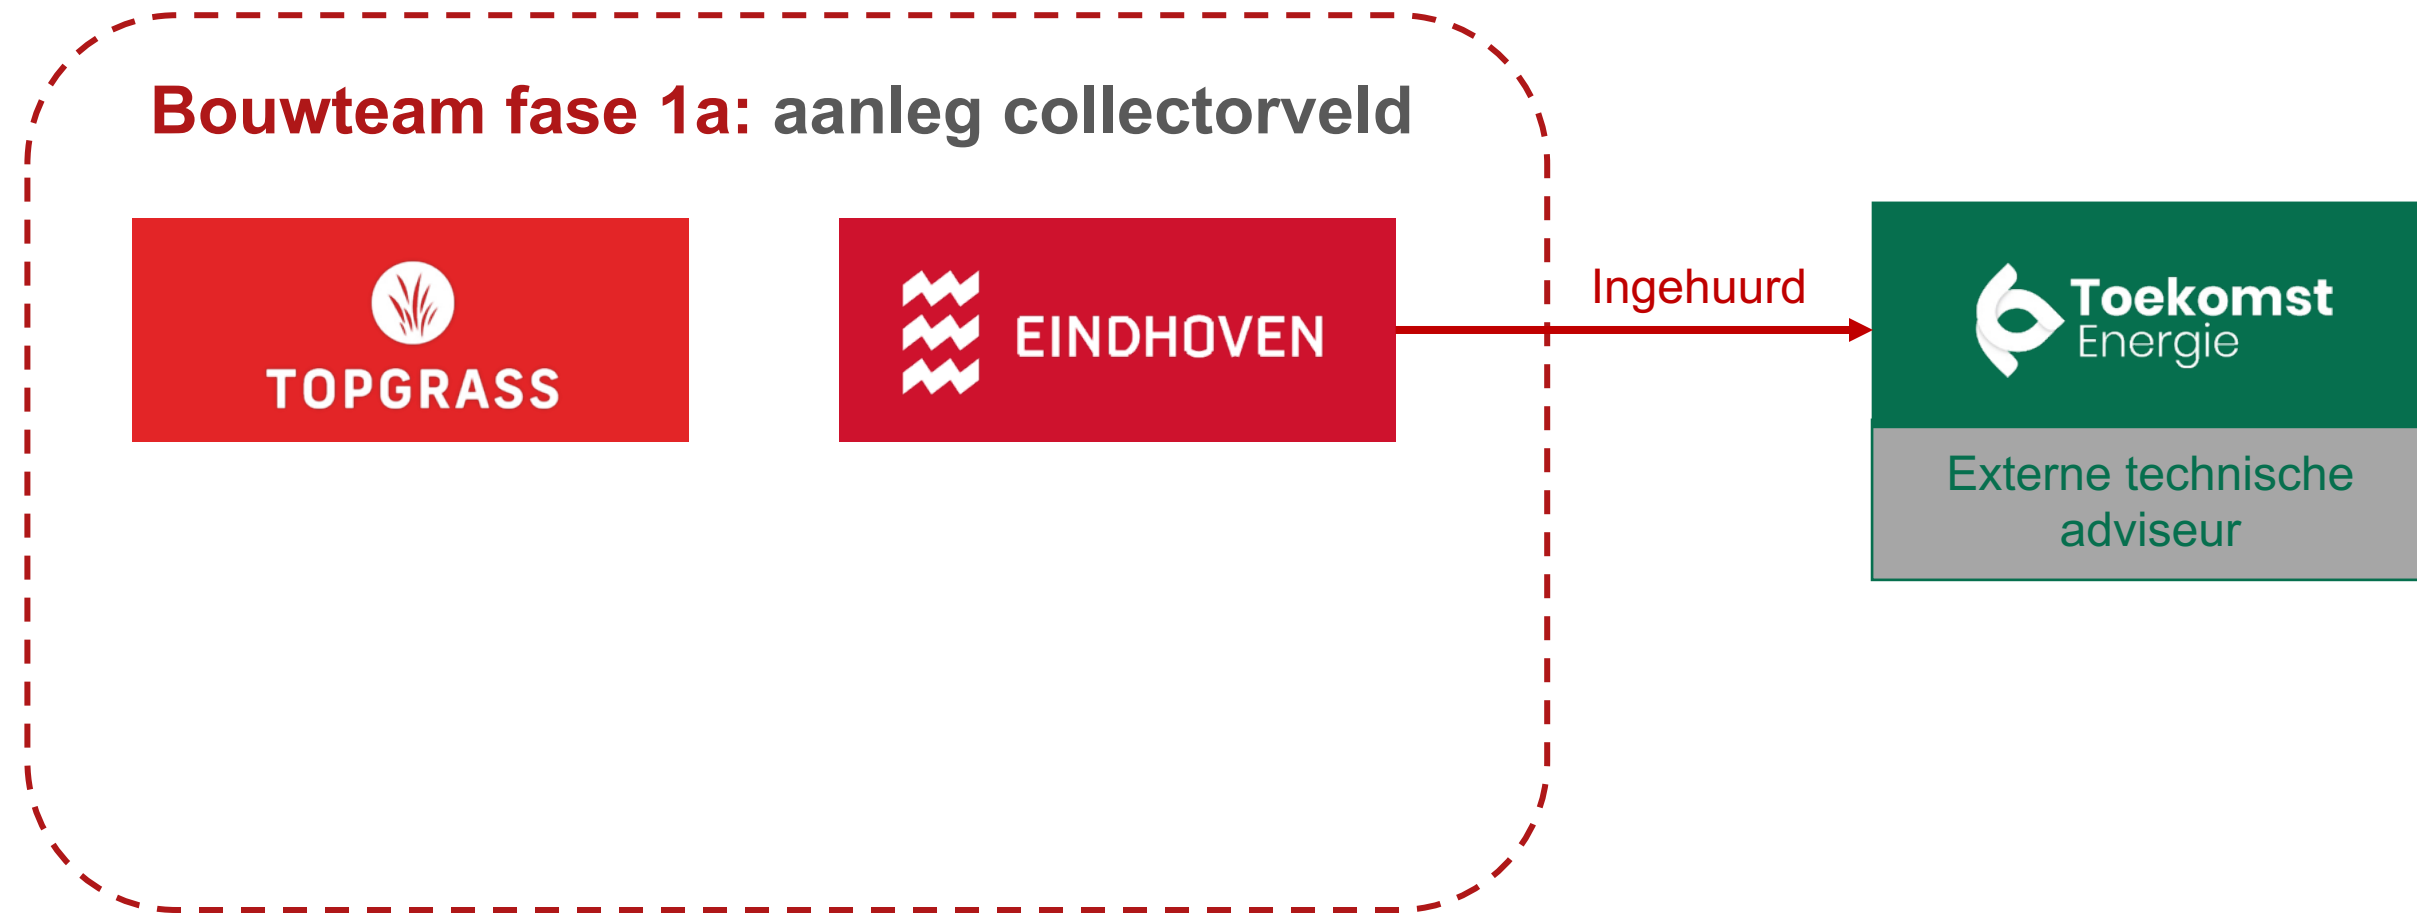 Bouwteam fase 1a: aanleg collectorveld
TOPGRASS
EINDHOVEN
Ingehuurd
Toekomst
Energie
Externe technische
adviseur